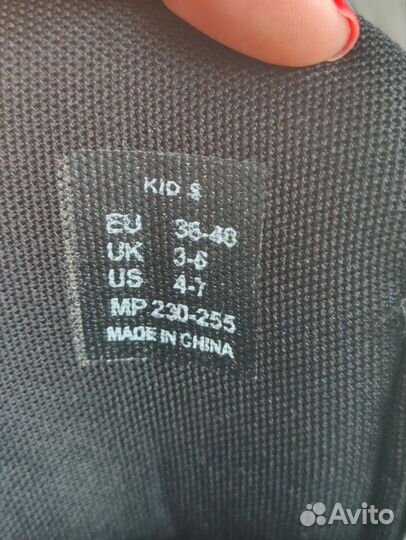 KID S
EU 36-40
UK 3-6
US 4-7
MP 230-255
MADE IN CHINA
Avito